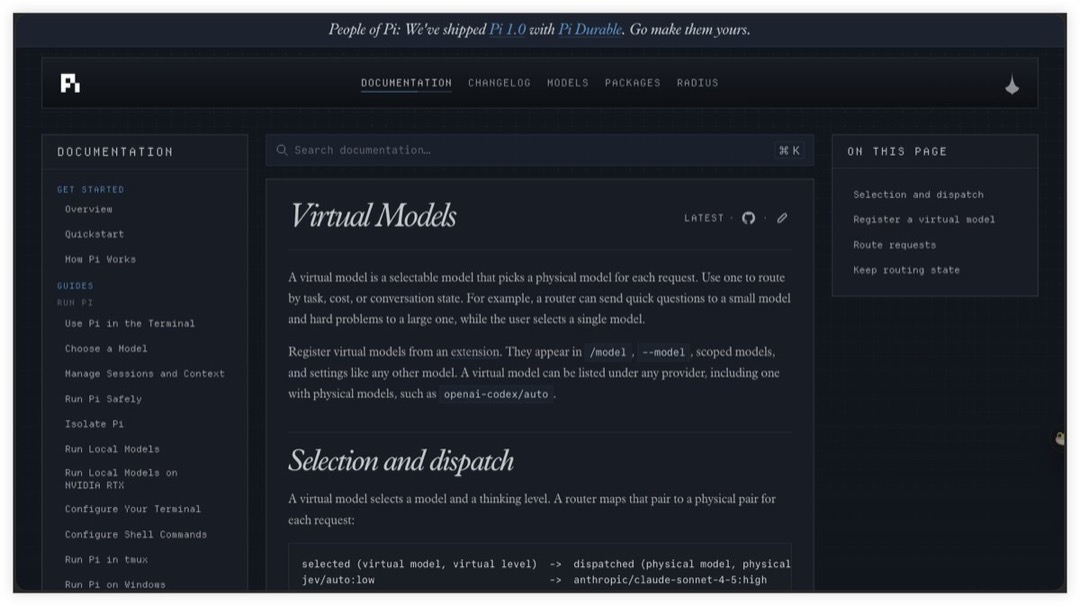 People of Pi: We've shipped Pi 1.0 with Pi Durable. Go make them yours.
DOCUMENTATION CHANGELOG MODELS PACKAGES RADIUS
DOCUMENTATION
GET STARTED
Overview
Quickstart
How Pi Works
GUIDES
RUN PI
Use Pi in the Terminal
Choose a Model
Manage Sessions and Context
Run Pi Safely
Isolate Pi
Run Local Models
Run Local Models on
NVIDIA RTX
Configure Your Terminal
Configure Shell Commands
Run Pi in tmux
Run Pi on Windows
Search documentation…
⌘ K
Virtual Models
LATEST · ·
A virtual model is a selectable model that picks a physical model for each request. Use one to route
by task, cost, or conversation state. For example, a router can send quick questions to a small model
and hard problems to a large one, while the user selects a single model.
Register virtual models from an extension. They appear in /model , --model , scoped models,
and settings like any other model. A virtual model can be listed under any provider, including one
with physical models, such as openai-codex/auto .
Selection and dispatch
A virtual model selects a model and a thinking level. A router maps that pair to a physical pair for
each request:
selected (virtual model, virtual level) -> dispatched (physical model, physical
jev/auto:low -> anthropic/claude-sonnet-4-5:high
ON THIS PAGE
Selection and dispatch
Register a virtual model
Route requests
Keep routing state